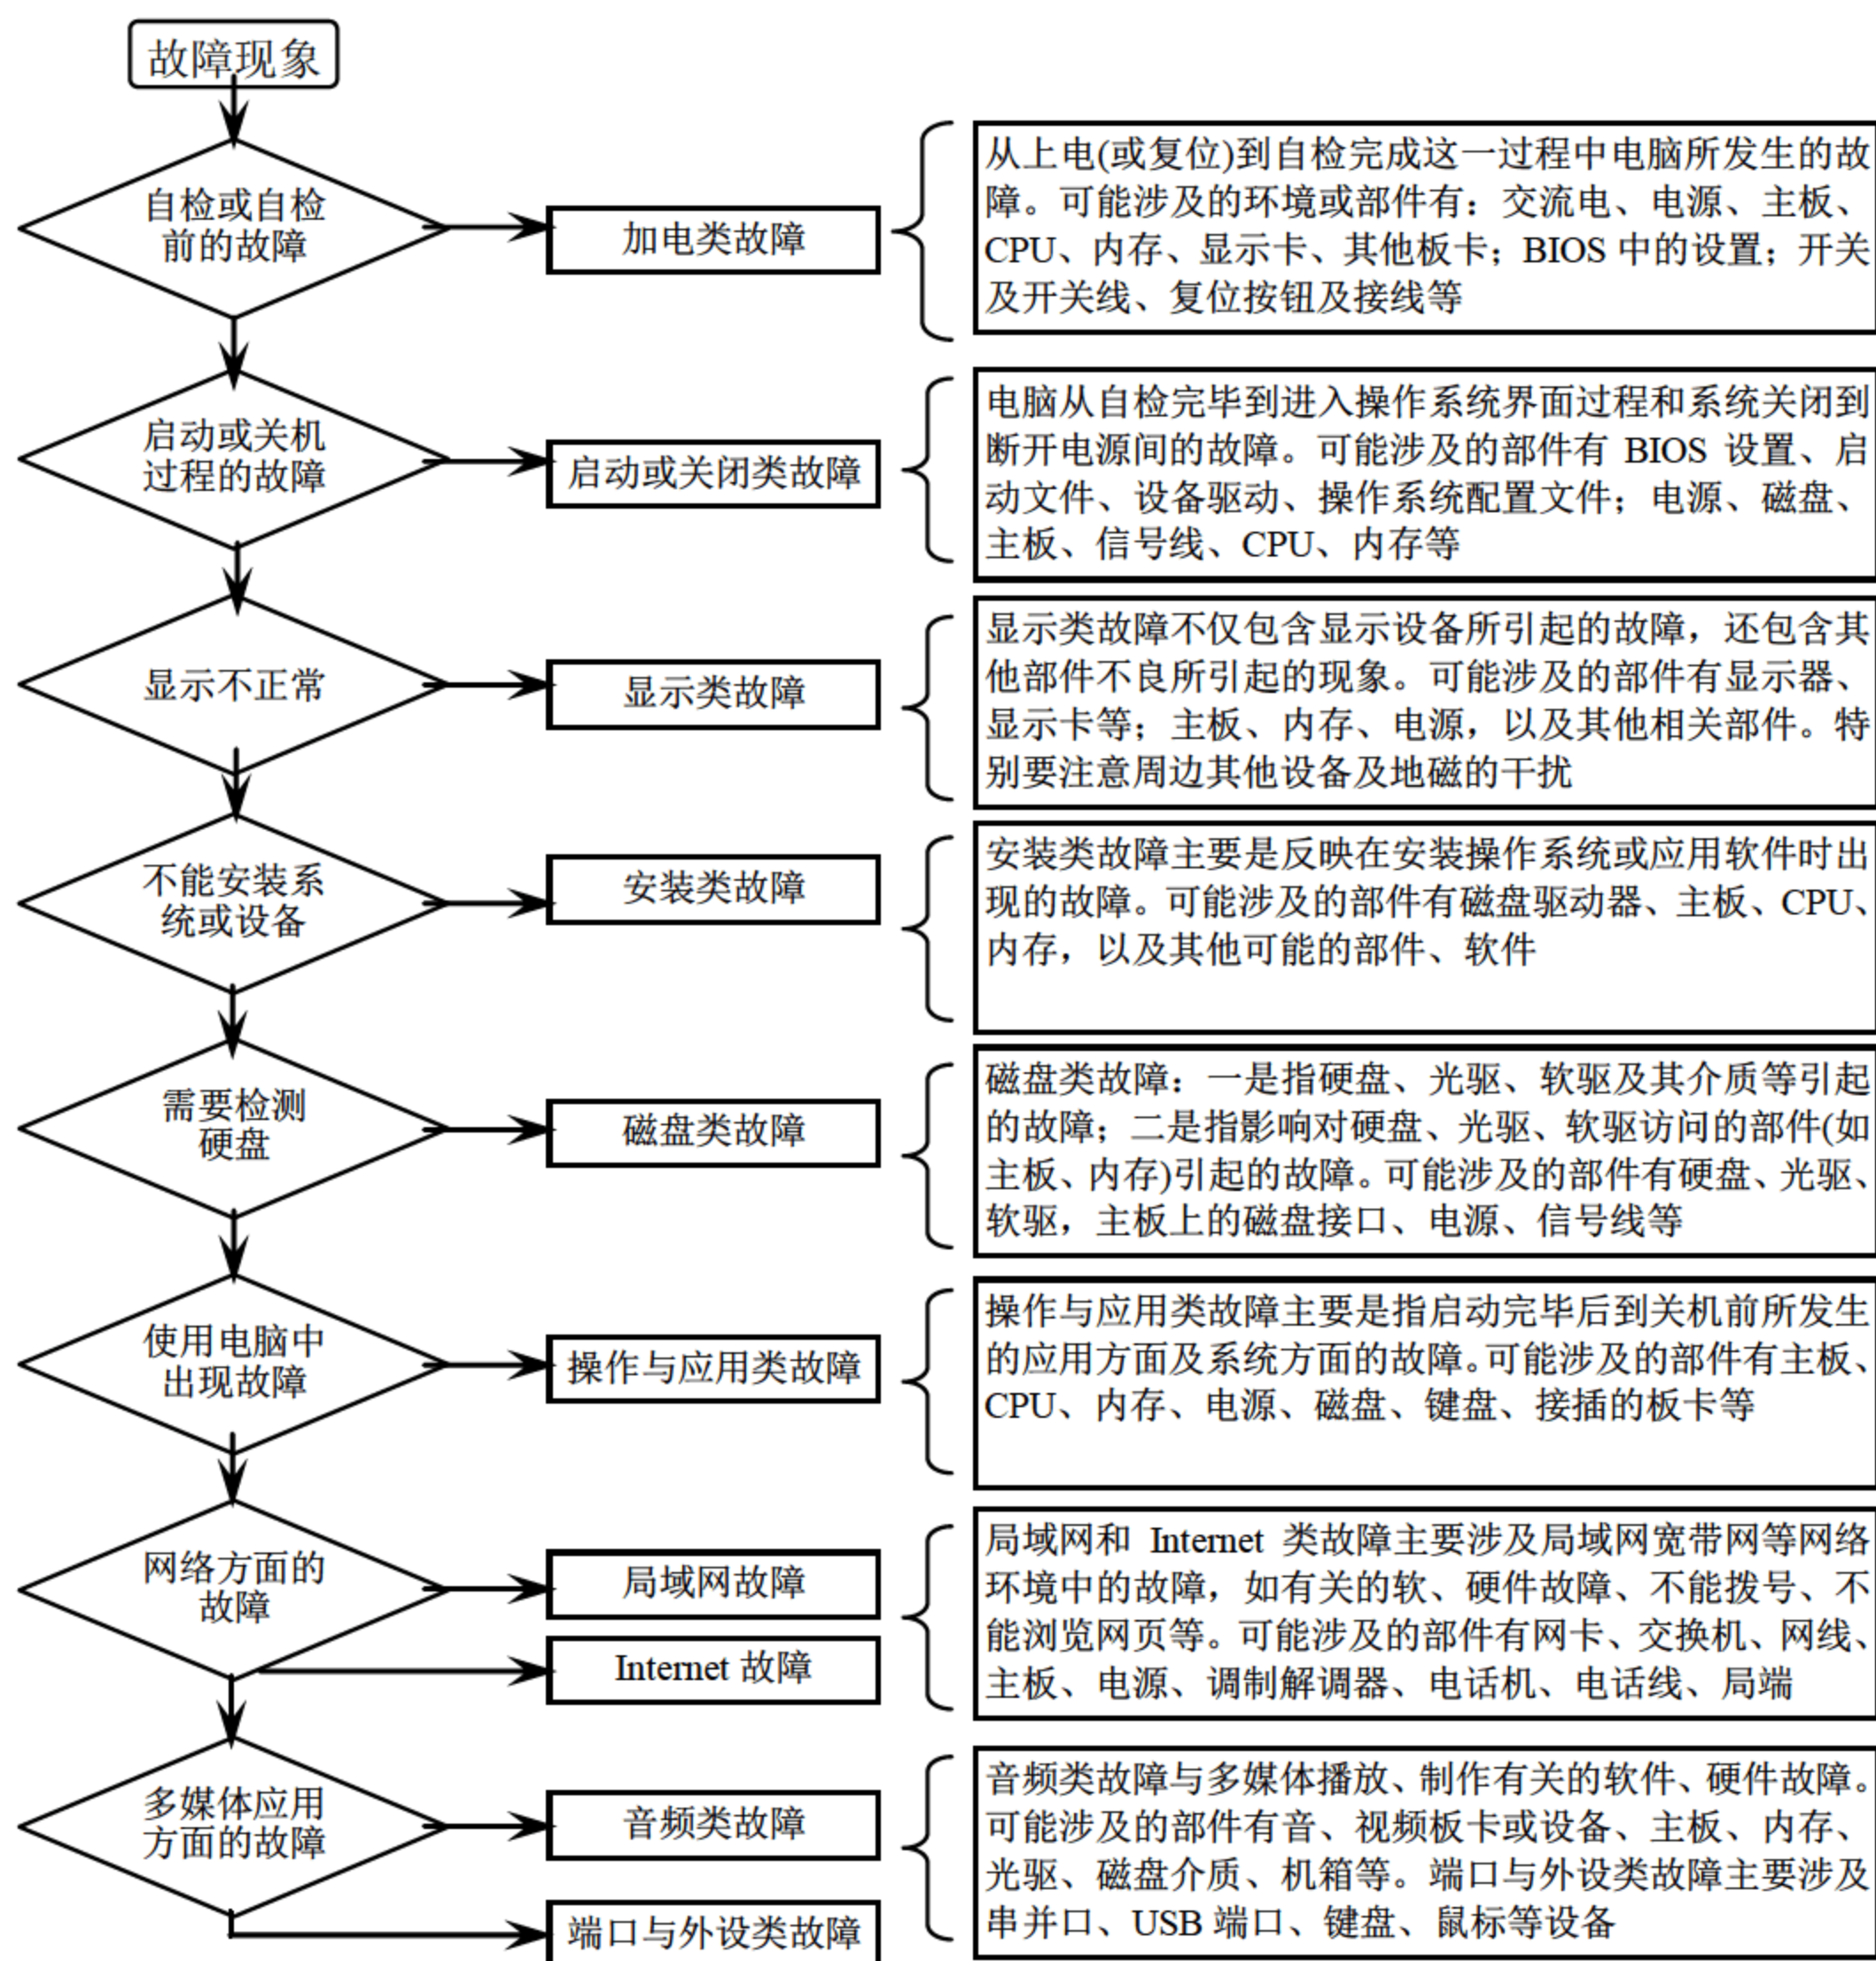 故障现象
自检或自检
前的故障
加电类故障
从上电(或复位)到自检完成这一过程中电脑所发生的故
障。可能涉及的环境或部件有：交流电、电源、主板、
CPU、内存、显示卡、其他板卡；BIOS 中的设置；开关
及开关线、复位按钮及接线等
启动或关机
过程的故障
启动或关闭类故障
电脑从自检完毕到进入操作系统界面过程和系统关闭到
断开电源间的故障。可能涉及的部件有 BIOS 设置、启
动文件、设备驱动、操作系统配置文件；电源、磁盘、
主板、信号线、CPU、内存等
显示不正常
显示类故障
显示类故障不仅包含显示设备所引起的故障，还包含其
他部件不良所引起的现象。可能涉及的部件有显示器、
显示卡等；主板、内存、电源，以及其他相关部件。特
别要注意周边其他设备及地磁的干扰
不能安装系
统或设备
安装类故障
安装类故障主要是反映在安装操作系统或应用软件时出
现的故障。可能涉及的部件有磁盘驱动器、主板、CPU、
内存，以及其他可能的部件、软件
需要检测
硬盘
磁盘类故障
磁盘类故障：一是指硬盘、光驱、软驱及其介质等引起
的故障；二是指影响对硬盘、光驱、软驱访问的部件(如
主板、内存)引起的故障。可能涉及的部件有硬盘、光驱、
软驱，主板上的磁盘接口、电源、信号线等
使用电脑中
出现故障
操作与应用类故障
操作与应用类故障主要是指启动完毕后到关机前所发生
的应用方面及系统方面的故障。可能涉及的部件有主板、
CPU、内存、电源、磁盘、键盘、接插的板卡等
网络方面的
故障
局域网故障
Internet 故障
局域网和 Internet 类故障主要涉及局域网宽带网等网络
环境中的故障，如有关的软、硬件故障、不能拨号、不
能浏览网页等。可能涉及的部件有网卡、交换机、网线、
主板、电源、调制解调器、电话机、电话线、局端
多媒体应用
方面的故障
音频类故障
端口与外设类故障
音频类故障与多媒体播放、制作有关的软件、硬件故障。
可能涉及的部件有音、视频板卡或设备、主板、内存、
光驱、磁盘介质、机箱等。端口与外设类故障主要涉及
串并口、USB 端口、键盘、鼠标等设备